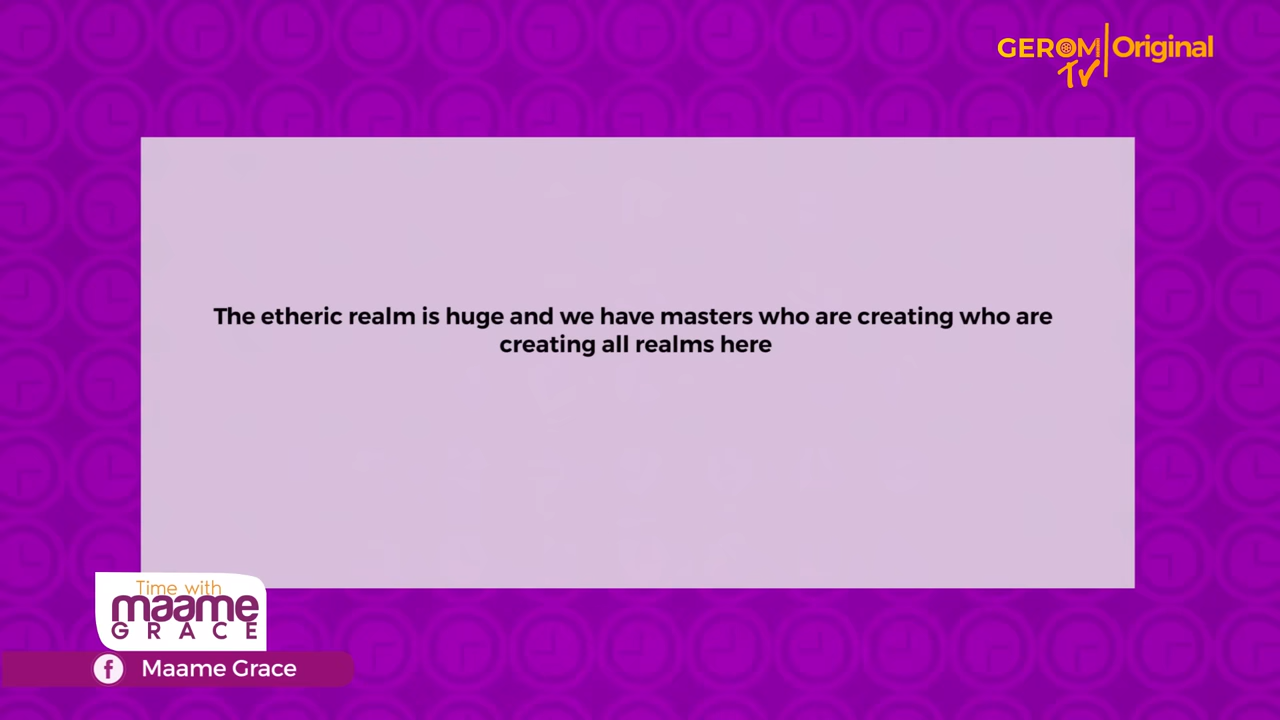 GEROM TV | Original
The etheric realm is huge and we have masters who are creating who are
creating all realms here
Time with
maame
GRACE
Maame Grace